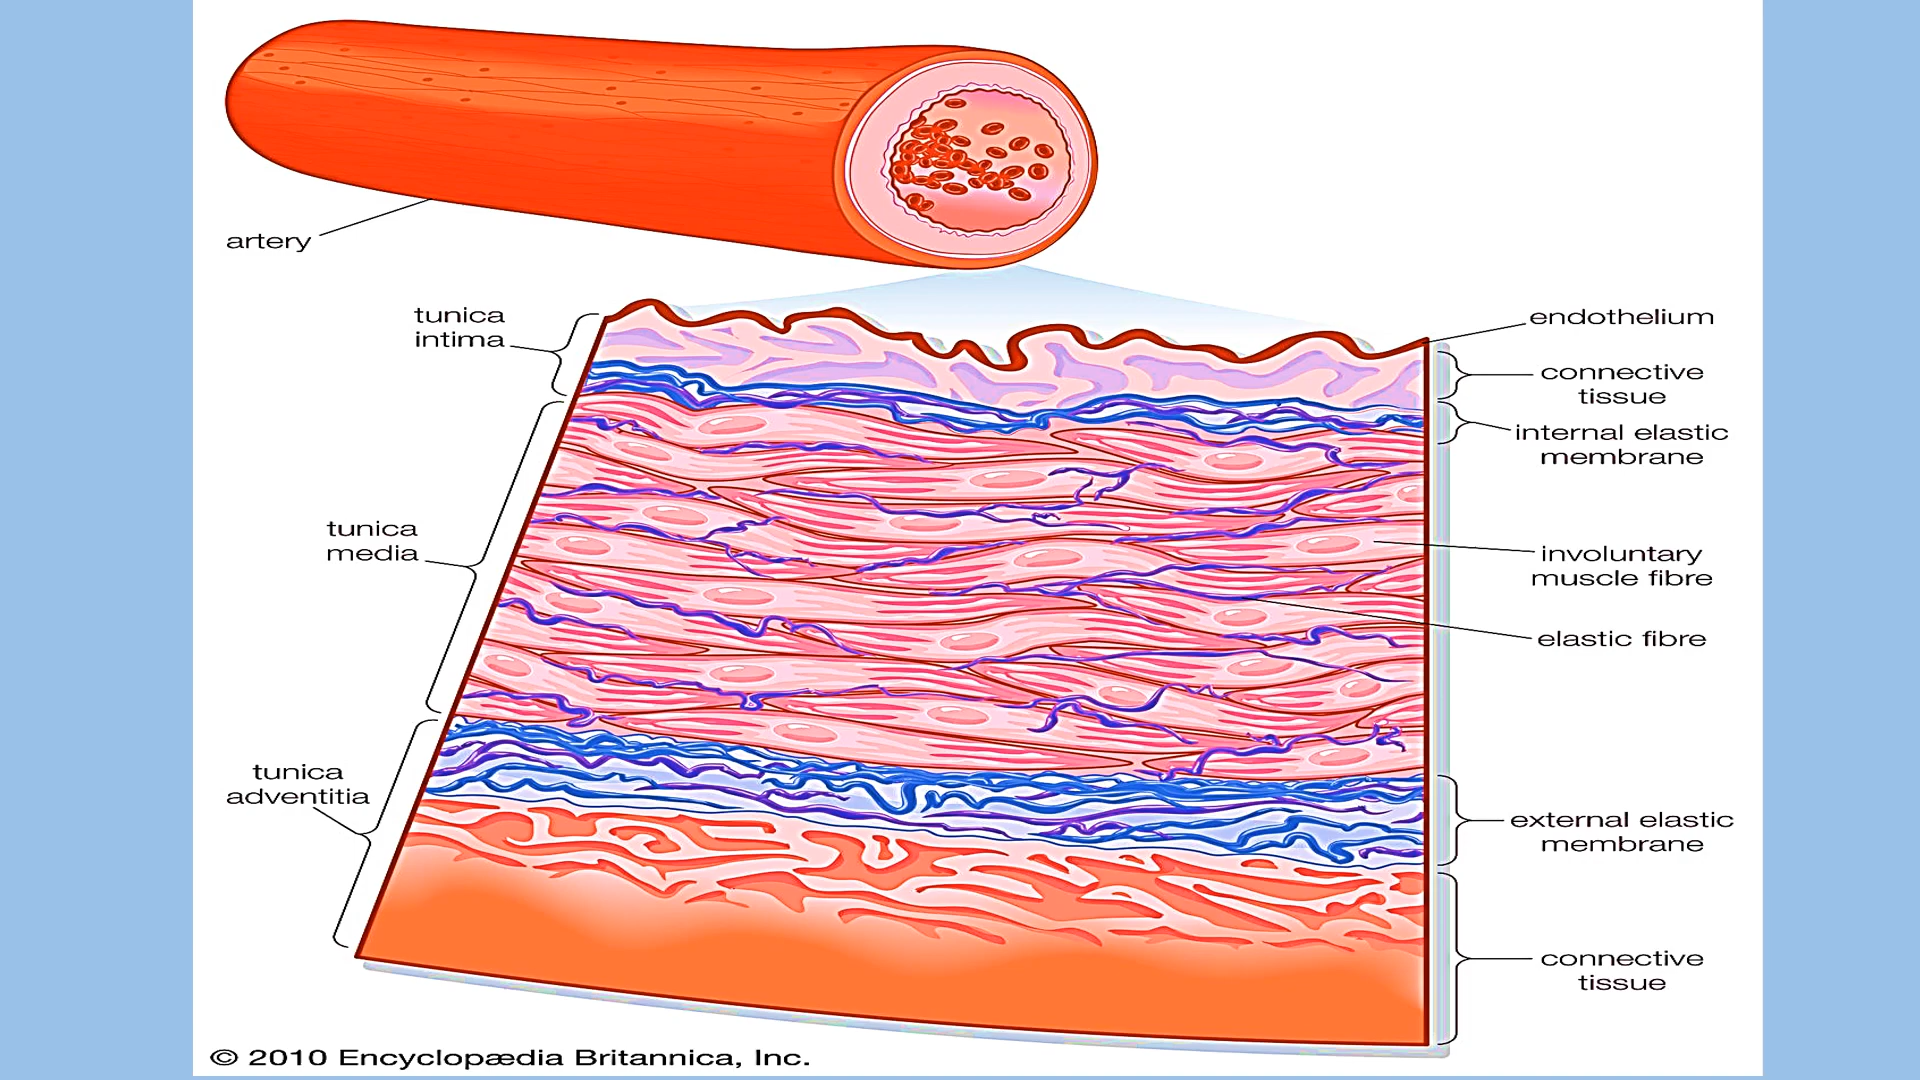 artery
tunica
intima
endothelium
connective
tissue
internal elastic
membrane
tunica
media
involuntary
muscle fibre
elastic fibre
tunica
adventitia
external elastic
membrane
connective
tissue
© 2010 Encyclopædia Britannica, Inc.